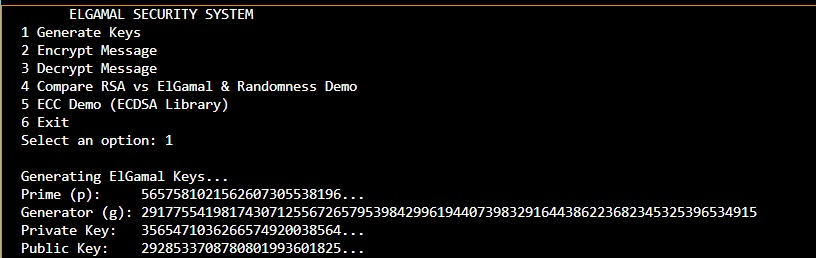 ELGAMAL SECURITY SYSTEM
1 Generate Keys
2 Encrypt Message
3 Decrypt Message
4 Compare RSA vs ElGamal & Randomness Demo
5 ECC Demo (ECDSA Library)
6 Exit
Select an option: 1
Generating ElGamal Keys...
Prime (p): 5657581021562607305538196...
Generator (g): 29177554198174307125567265795398429961944073983291644386223682345325396534915
Private Key: 3565471036266574920038564...
Public Key: 2928533708780801993601825...